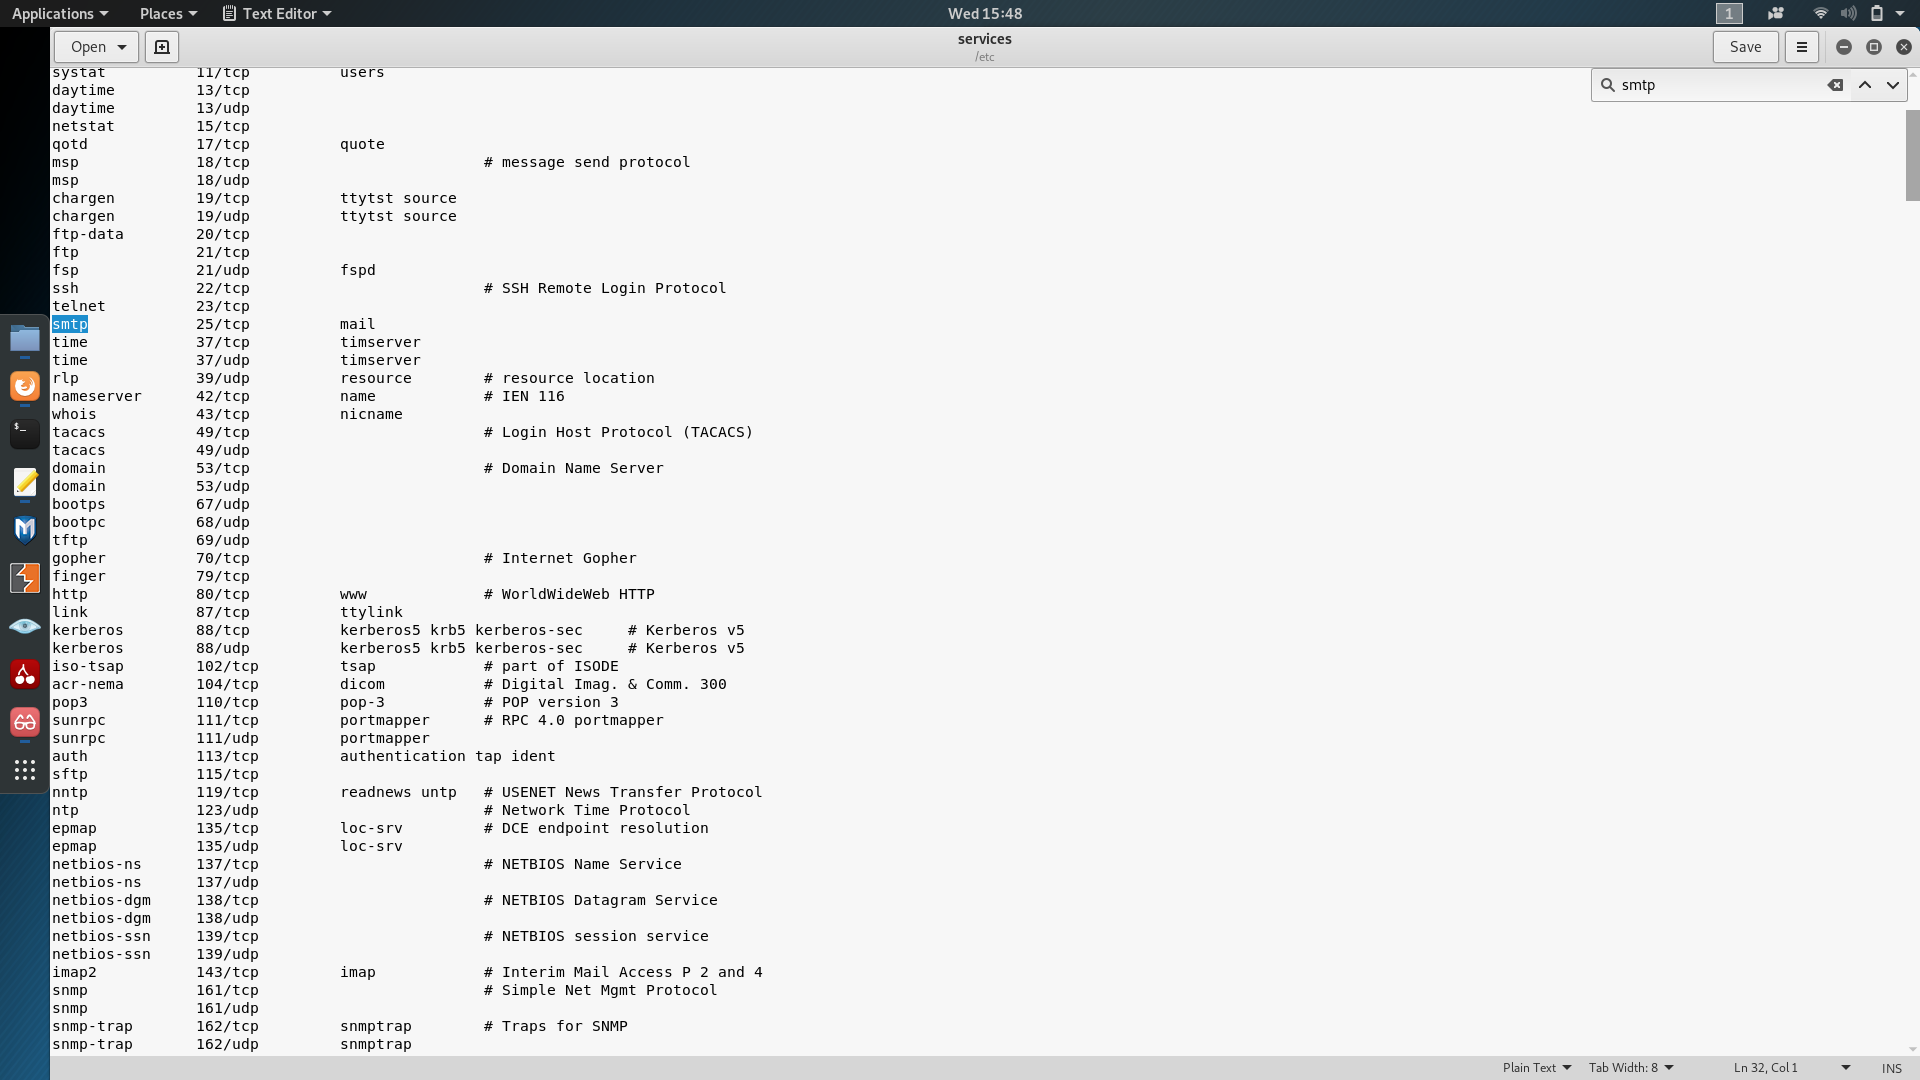 Applications Places Text Editor Wed 15:48 1
Open services Save
/etc
smtp
systat 11/tcp users
daytime 13/tcp
daytime 13/udp
netstat 15/tcp
qotd 17/tcp quote
msp 18/tcp # message send protocol
msp 18/udp
chargen 19/tcp ttytst source
chargen 19/udp ttytst source
ftp-data 20/tcp
ftp 21/tcp
fsp 21/udp fspd
ssh 22/tcp # SSH Remote Login Protocol
telnet 23/tcp
smtp 25/tcp mail
time 37/tcp timserver
time 37/udp timserver
rlp 39/udp resource # resource location
nameserver 42/tcp name # IEN 116
whois 43/tcp nicname
tacacs 49/tcp # Login Host Protocol (TACACS)
tacacs 49/udp
domain 53/tcp # Domain Name Server
domain 53/udp
bootps 67/udp
bootpc 68/udp
tftp 69/udp
gopher 70/tcp # Internet Gopher
finger 79/tcp
http 80/tcp www # WorldWideWeb HTTP
link 87/tcp ttylink
kerberos 88/tcp kerberos5 krb5 kerberos-sec # Kerberos v5
kerberos 88/udp kerberos5 krb5 kerberos-sec # Kerberos v5
iso-tsap 102/tcp tsap # part of ISODE
acr-nema 104/tcp dicom # Digital Imag. & Comm. 300
pop3 110/tcp pop-3 # POP version 3
sunrpc 111/tcp portmapper # RPC 4.0 portmapper
sunrpc 111/udp portmapper
auth 113/tcp authentication tap ident
sftp 115/tcp
nntp 119/tcp readnews untp # USENET News Transfer Protocol
ntp 123/udp # Network Time Protocol
epmap 135/tcp loc-srv # DCE endpoint resolution
epmap 135/udp loc-srv
netbios-ns 137/tcp # NETBIOS Name Service
netbios-ns 137/udp
netbios-dgm 138/tcp # NETBIOS Datagram Service
netbios-dgm 138/udp
netbios-ssn 139/tcp # NETBIOS session service
netbios-ssn 139/udp
imap2 143/tcp imap # Interim Mail Access P 2 and 4
snmp 161/tcp # Simple Net Mgmt Protocol
snmp 161/udp
snmp-trap 162/tcp snmptrap # Traps for SNMP
snmp-trap 162/udp snmptrap
Plain Text Tab Width: 8 Ln 32, Col 1 INS